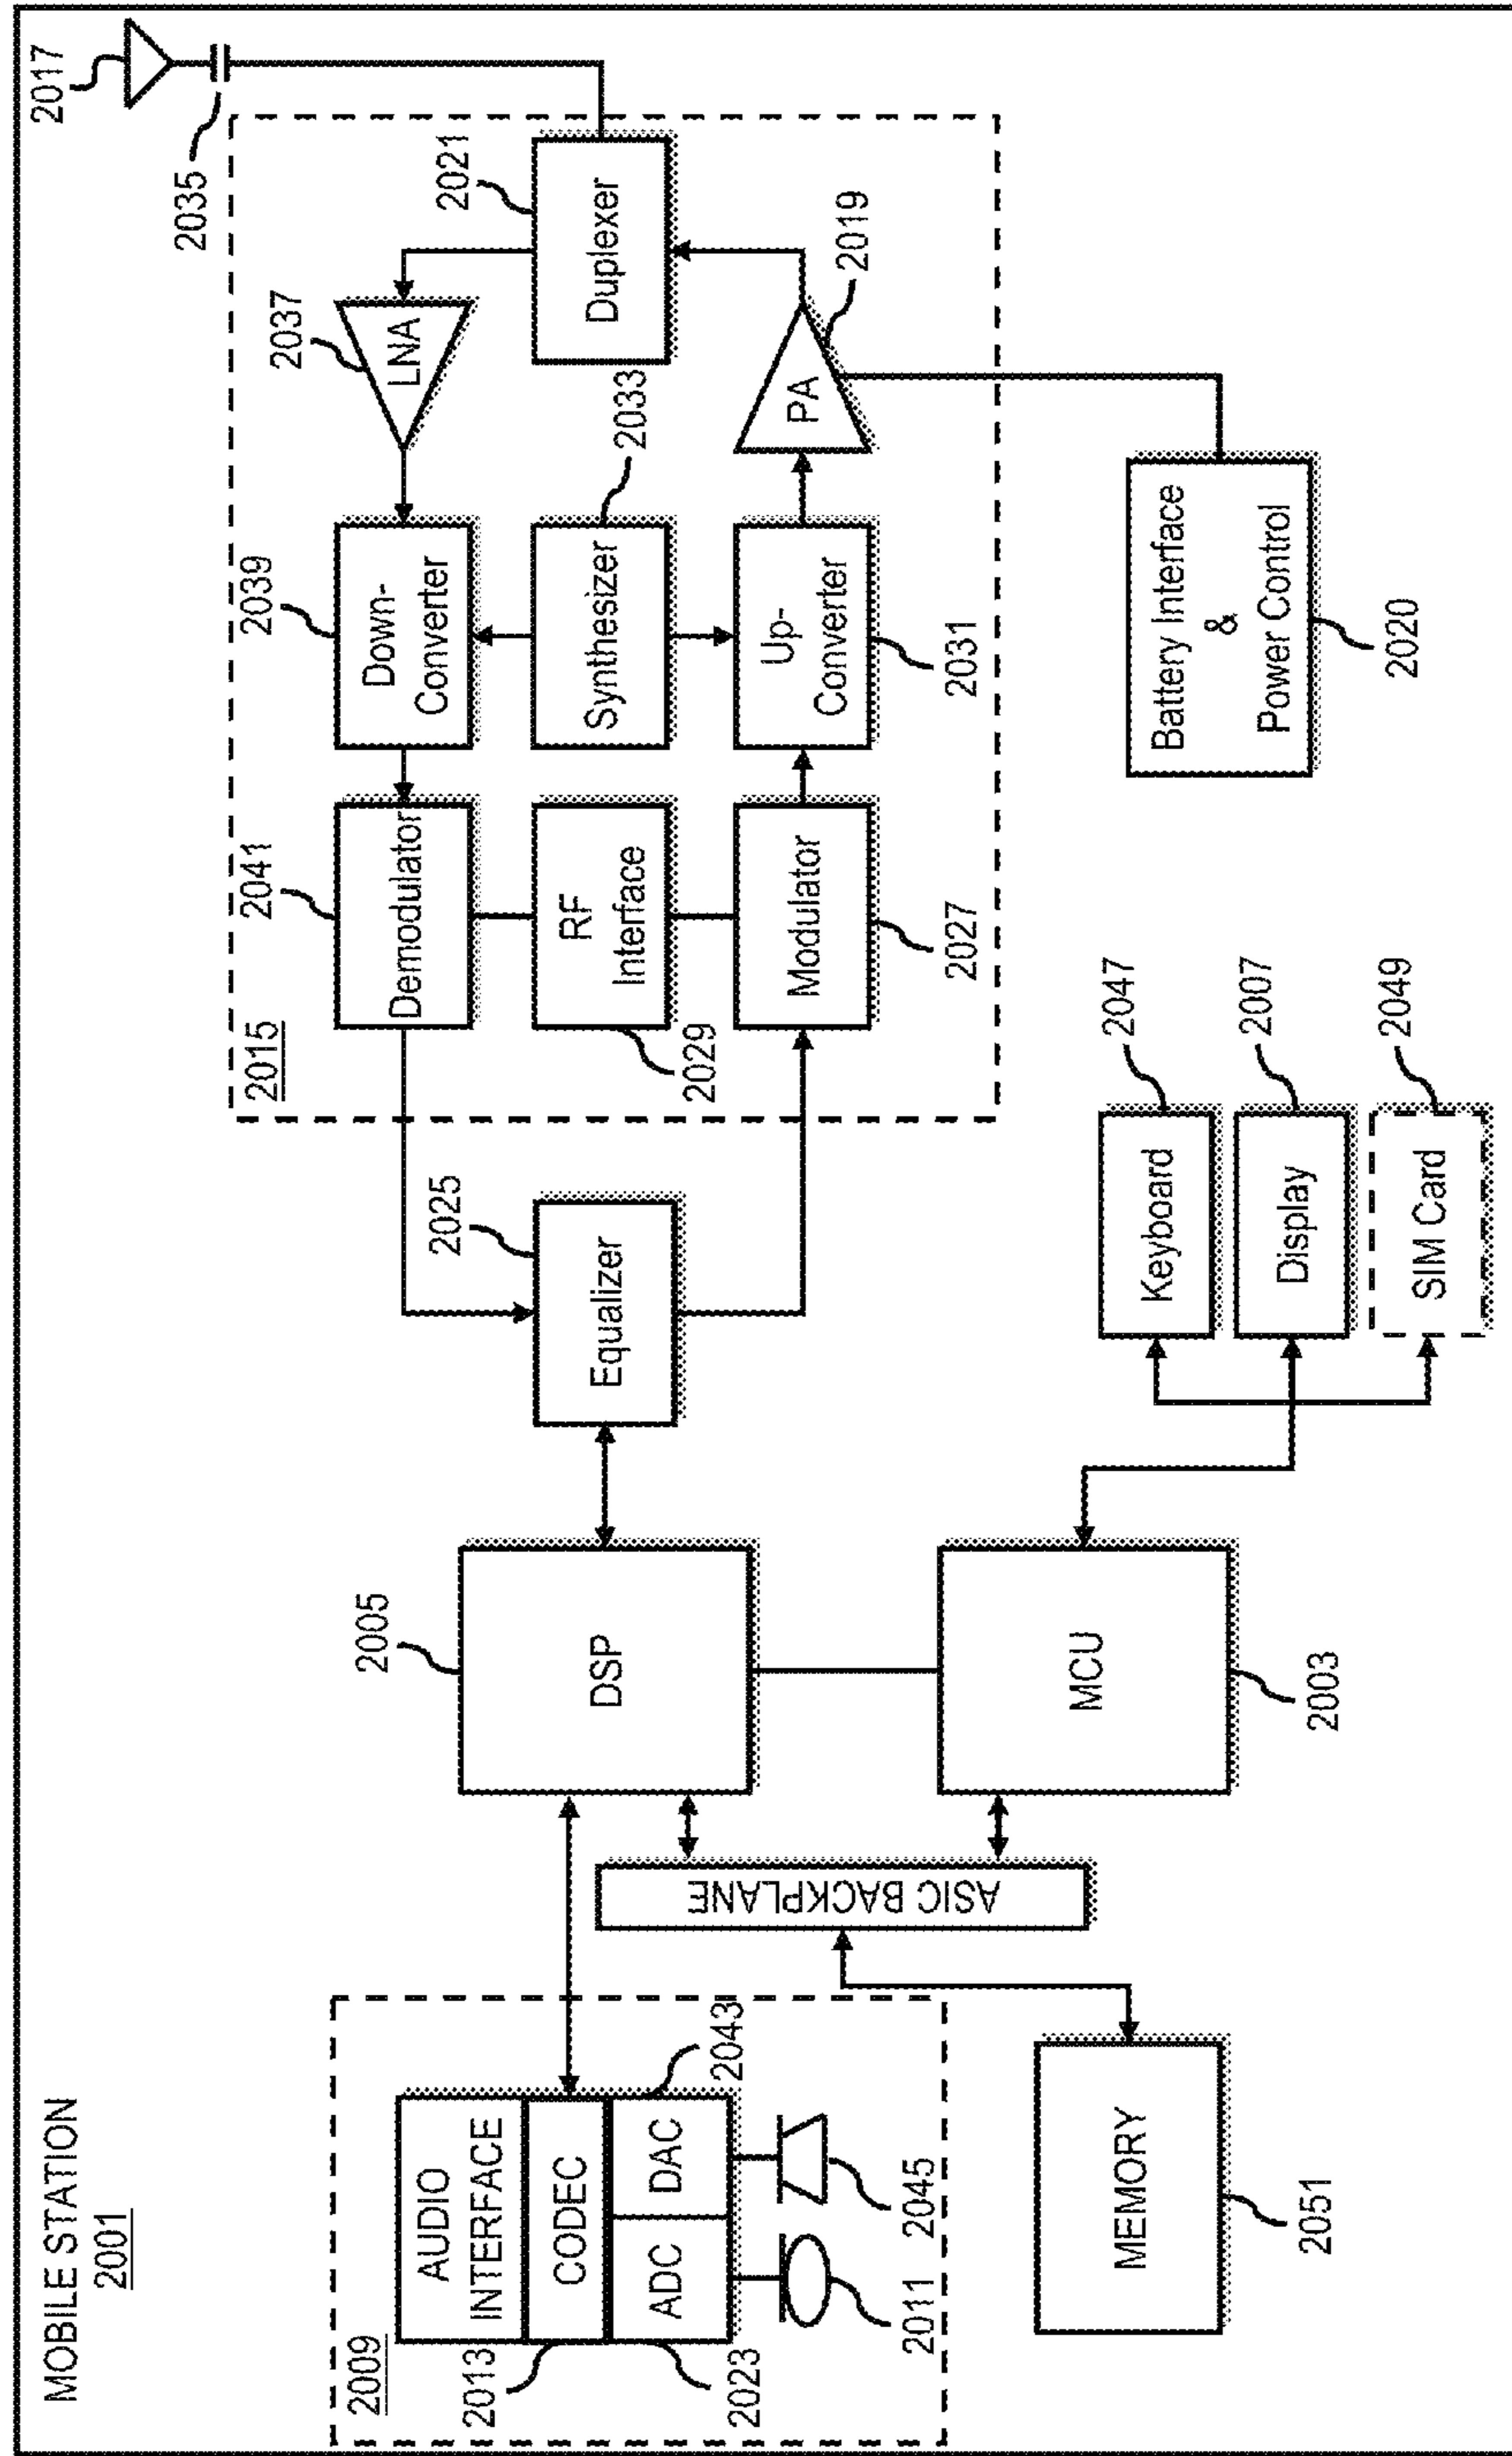 MOBILE STATION
2001
2017
2035
2021
Duplexer
2037
LNA
2019
PA
2039
Down-
Converter
2033
Synthesizer
Up-
Converter
2031
2041
Demodulator
RF
Interface
2029
Modulator
2027
2015
Battery Interface
&
Power Control
2020
2025
Equalizer
2005
DSP
MCU
2003
Keyboard
2047
Display
2007
SIM Card
2049
ASIC BACKPLANE
2009
AUDIO
INTERFACE
CODEC
2013
ADC
DAC
2043
2023
2011
2045
MEMORY
2051